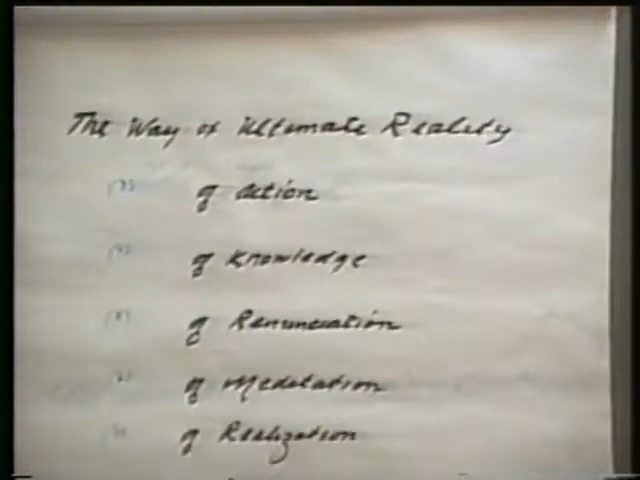 The Way of Ultimate Reality
" of Action
" of Knowledge
" of Renunciation
" of Meditation
" of Realization